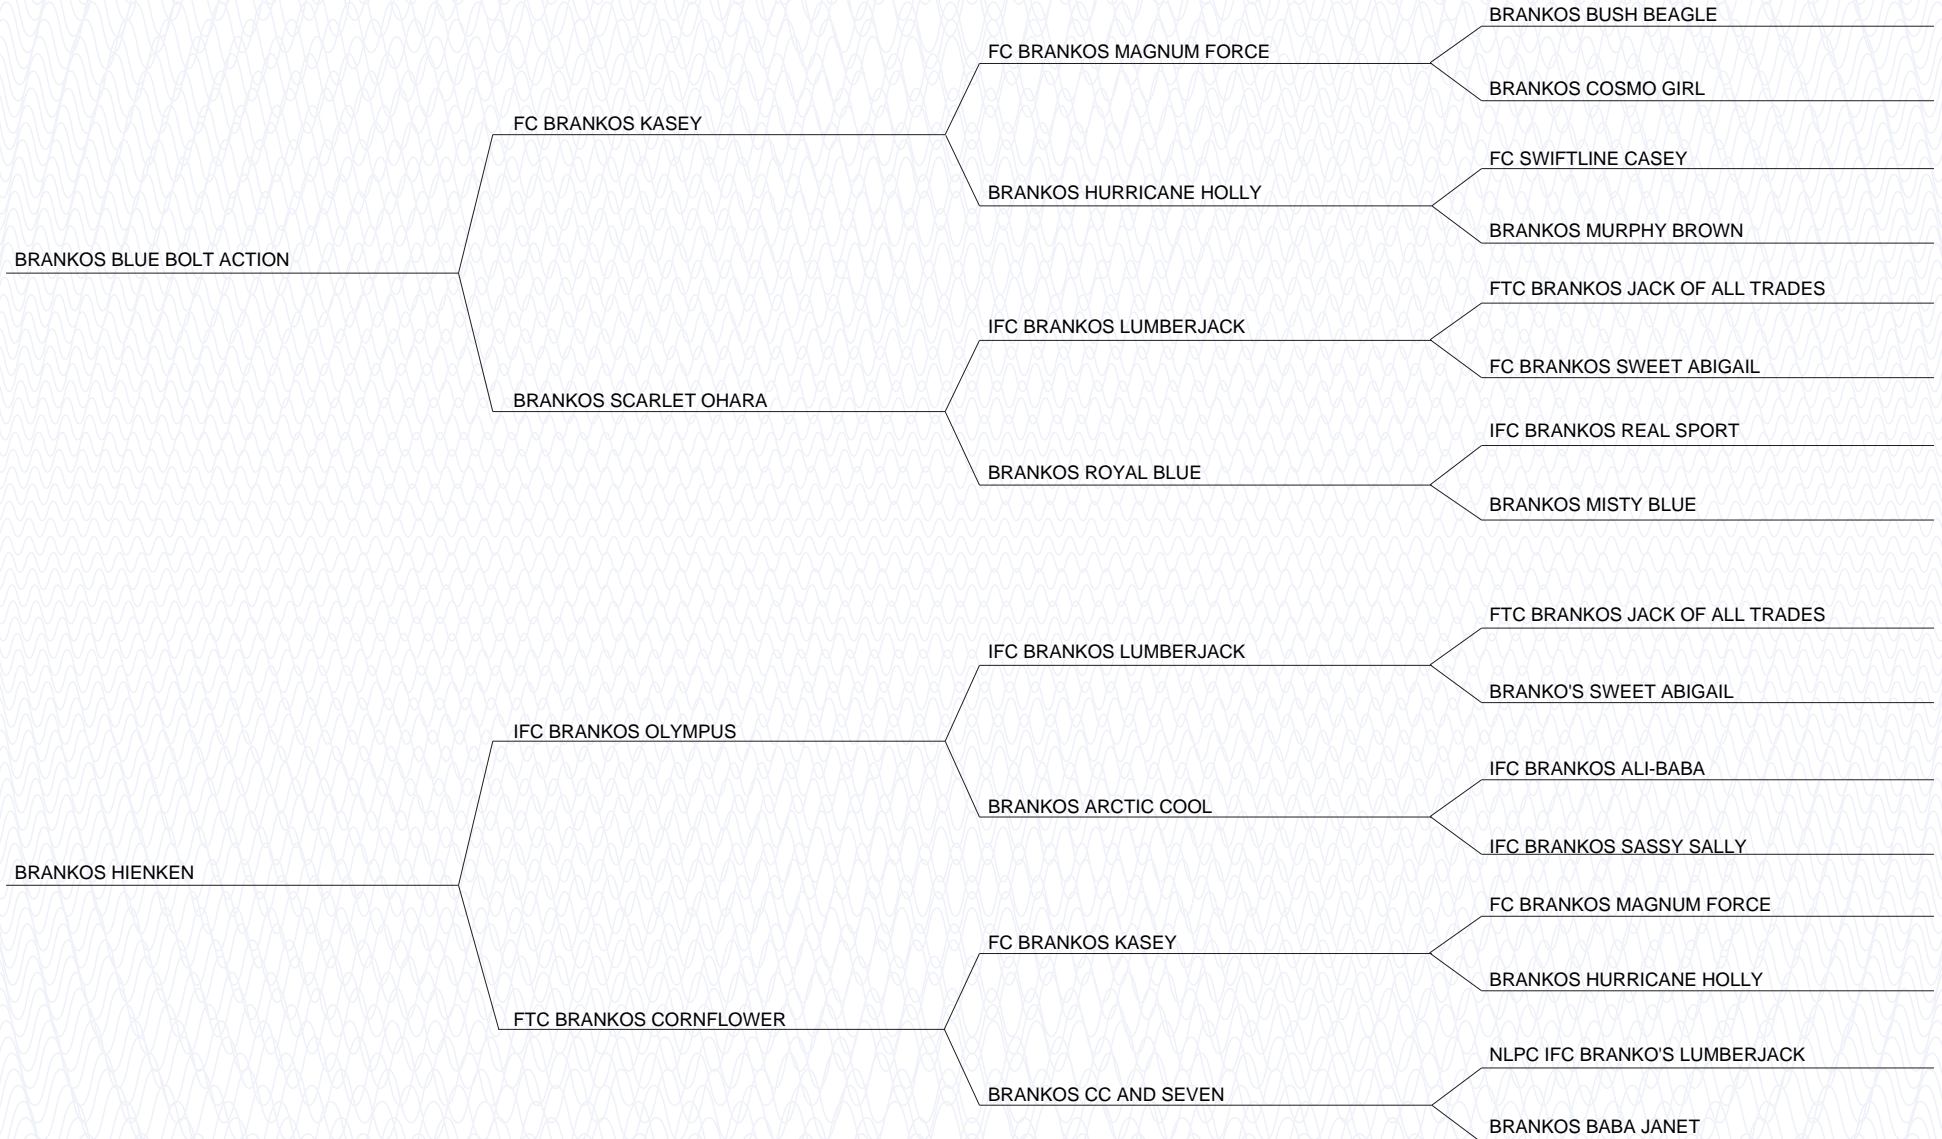 BRANKOS BUSH BEAGLE
FC BRANKOS MAGNUM FORCE
BRANKOS COSMO GIRL
FC BRANKOS KASEY
FC SWIFTLINE CASEY
BRANKOS HURRICANE HOLLY
BRANKOS MURPHY BROWN
BRANKOS BLUE BOLT ACTION
FTC BRANKOS JACK OF ALL TRADES
IFC BRANKOS LUMBERJACK
FC BRANKOS SWEET ABIGAIL
BRANKOS SCARLET OHARA
IFC BRANKOS REAL SPORT
BRANKOS ROYAL BLUE
BRANKOS MISTY BLUE
FTC BRANKOS JACK OF ALL TRADES
IFC BRANKOS LUMBERJACK
BRANKO'S SWEET ABIGAIL
IFC BRANKOS OLYMPUS
IFC BRANKOS ALI-BABA
BRANKOS ARCTIC COOL
IFC BRANKOS SASSY SALLY
BRANKOS HIENKEN
FC BRANKOS MAGNUM FORCE
FC BRANKOS KASEY
BRANKOS HURRICANE HOLLY
FTC BRANKOS CORNFLOWER
NLPC IFC BRANKO'S LUMBERJACK
BRANKOS CC AND SEVEN
BRANKOS BABA JANET